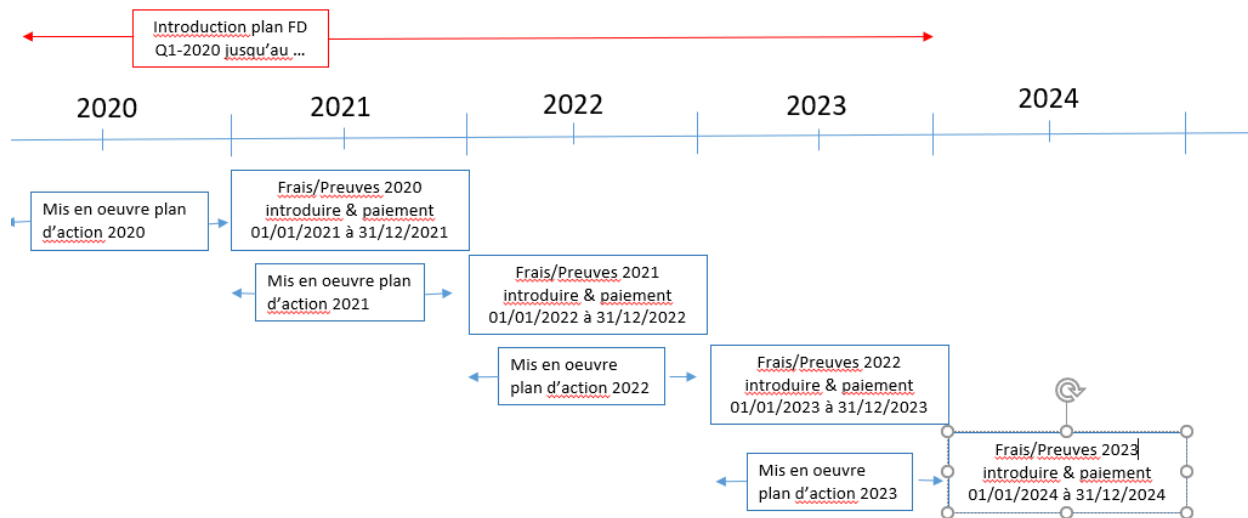 Introduction plan FD
Q1-2020 jusqu'au ...
2020
2021
2022
2023
2024
Mis en oeuvre plan
d'action 2020
Frais/Preuves 2020
introduire & paiement
01/01/2021 à 31/12/2021
Mis en oeuvre plan
d'action 2021
Frais/Preuves 2021
introduire & paiement
01/01/2022 à 31/12/2022
Mis en oeuvre
plan d'action 2022
Frais/Preuves 2022
introduire & paiement
01/01/2023 à 31/12/2023
Mis en oeuvre
plan d'action 2023
Frais/Preuves 2023
introduire & paiement
01/01/2024 à 31/12/2024